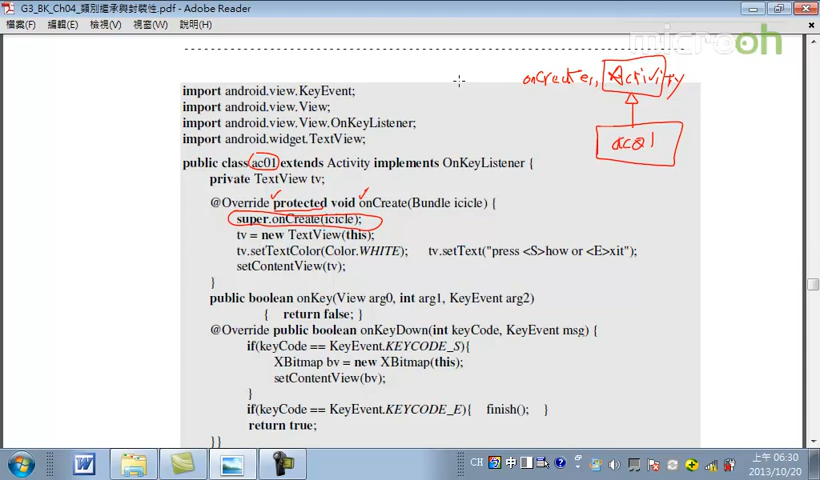 G3_BK_Ch04_類別繼承與封裝性.pdf - Adobe Reader
檔案(F) 編輯(E) 檢視(V) 視窗(W) 說明(H)
microoh
onCreate, Activity
ac01
import android.view.KeyEvent;
import android.view.View;
import android.view.View.OnKeyListener;
import android.widget.TextView;
public class ac01 extends Activity implements OnKeyListener {
private TextView tv;
@Override protected void onCreate(Bundle icicle) {
super.onCreate(icicle);
tv = new TextView(this);
tv.setTextColor(Color.WHITE); tv.setText("press <S>how or <E>xit");
setContentView(tv);
}
public boolean onKey(View arg0, int arg1, KeyEvent arg2)
{ return false; }
@Override public boolean onKeyDown(int keyCode, KeyEvent msg) {
if(keyCode == KeyEvent.KEYCODE_S){
XBitmap bv = new XBitmap(this);
setContentView(bv);
}
if(keyCode == KeyEvent.KEYCODE_E){ finish(); }
return true;
}}
CH 中
上午 06:30
2013/10/20